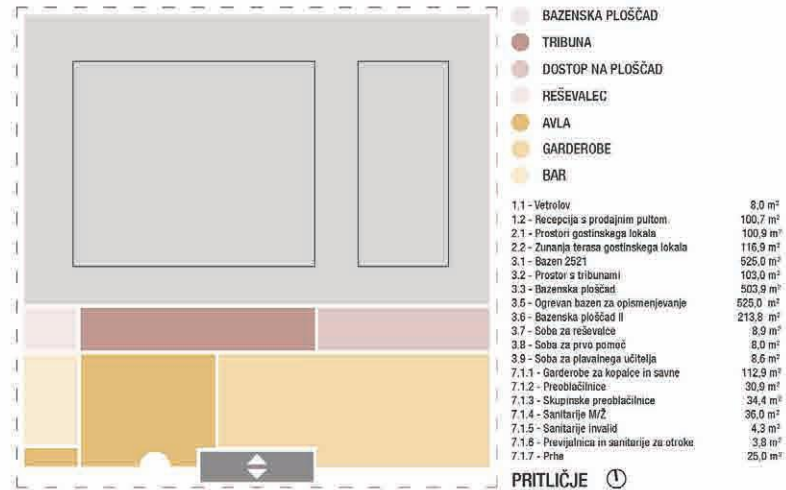 BAZENSKA PLOŠČAD
TRIBUNA
DOSTOP NA PLOŠČAD
REŠEVALEC
AVLA
GARDEROBE
BAR
1.1 - Vetrolov 8,0 m²
1.2 - Recepcija s prodajnim pultom 100,7 m²
2.1 - Prostori gostinskega lokala 100,9 m²
2.2 - Zunanja terasa gostinskega lokala 116,9 m²
3.1 - Bazen 2521 525,0 m²
3.2 - Prostor s tribunami 103,0 m²
3.3 - Bazenska ploščad 503,9 m²
3.5 - Ogrevan bazen za opismenjevanje 525,0 m²
3.6 - Bazenska ploščad II 213,8 m²
3.7 - Soba za reševalce 8,9 m²
3.8 - Soba za prvo pomoč 8,0 m²
3.9 - Soba za plavalnega učitelja 8,6 m²
7.1.1 - Garderobe za kopalce in savne 112,9 m²
7.1.2 - Preoblačilnice 30,9 m²
7.1.3 - Skupinske preoblačilnice 34,4 m²
7.1.4 - Sanitarije M/Ž 36,0 m²
7.1.5 - Sanitarije invalid 4,3 m²
7.1.6 - Previjalnica in sanitarije za otroke 3,8 m²
7.1.7 - Prhe 25,0 m²
PRITLIČJE